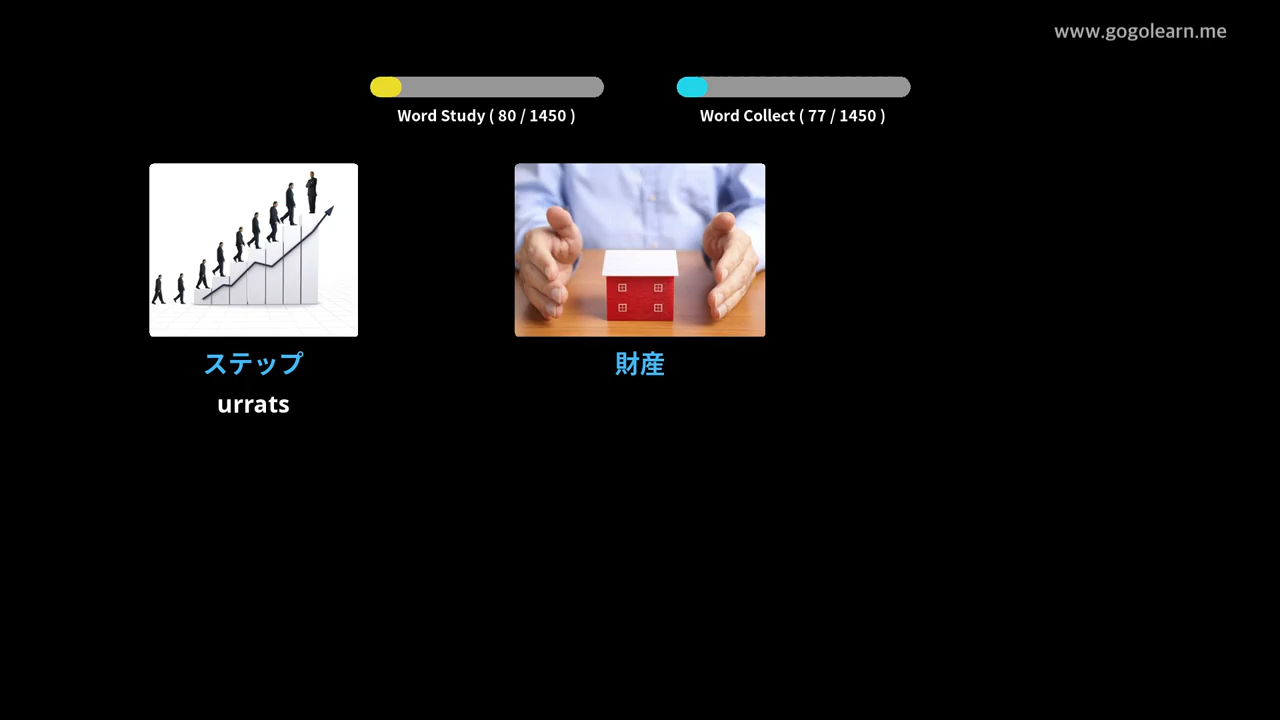 www.gogolearn.me
Word Study ( 80 / 1450 )
Word Collect ( 77 / 1450 )
ステップ
財産
urrats